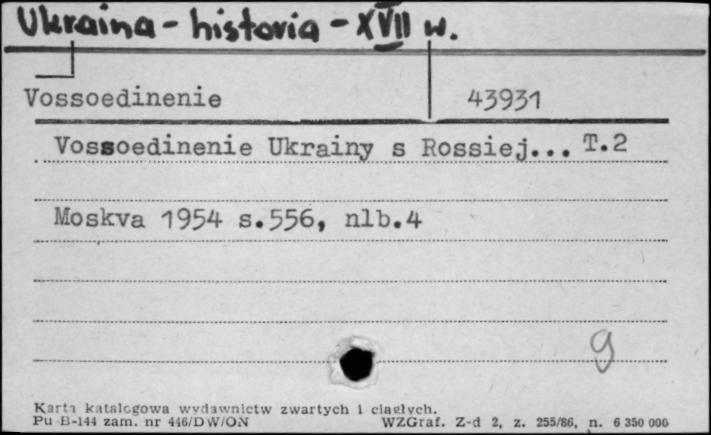 Ukraina - historia - XVII w.
Vossoedinenie 43931
Vossoedinenie Ukrainy s Rossiej... T.2
Moskva 1954 s.556, nlb.4
9
Karta katalogowa wydawnictw zwartych i ciągłych.
Pu B-144 zam. nr 446/DW/ON WZGraf. Z-d 2, z. 255/86, n. 6 350 000